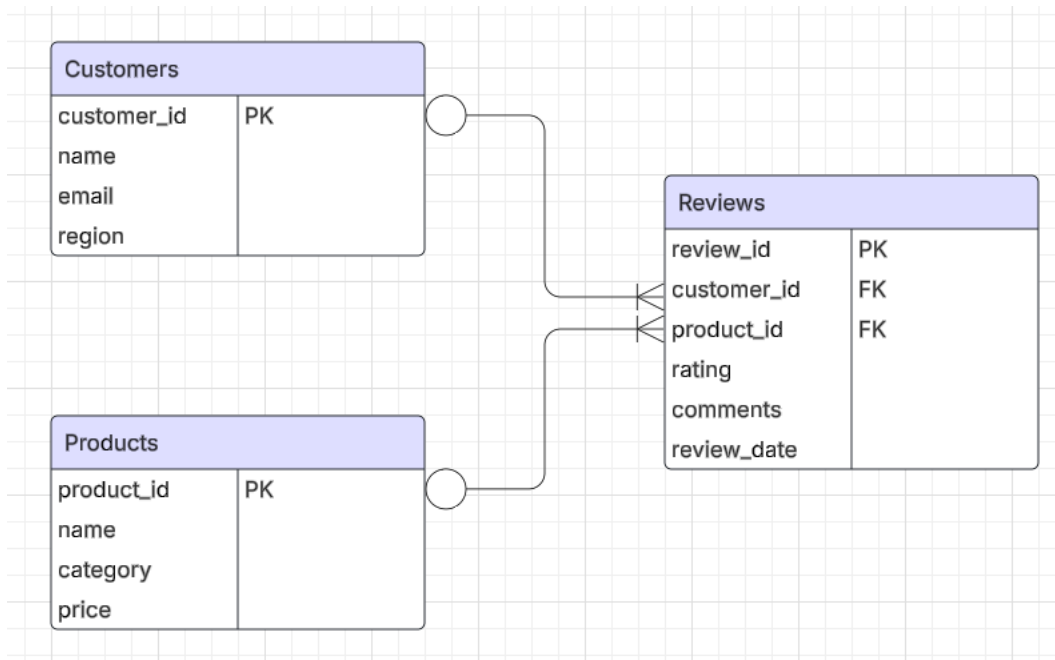 Customers
customer_id PK
name
email
region
Products
product_id PK
name
category
price
Reviews
review_id PK
customer_id FK
product_id FK
rating
comments
review_date